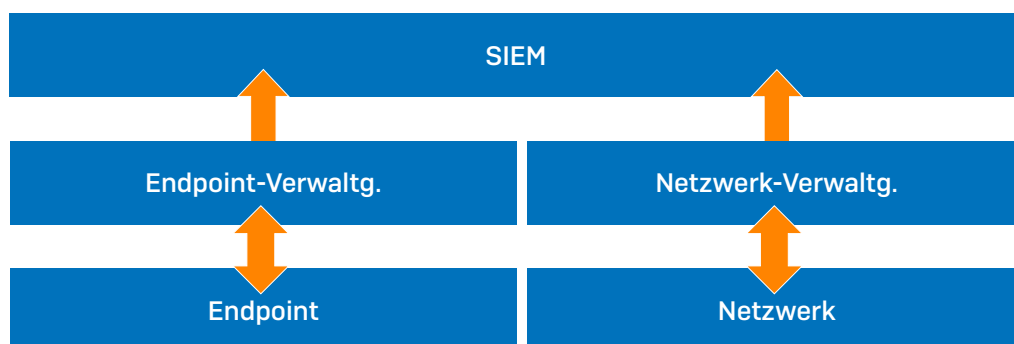 SIEM
Endpoint-Verwaltg.
Netzwerk-Verwaltg.
Endpoint
Netzwerk